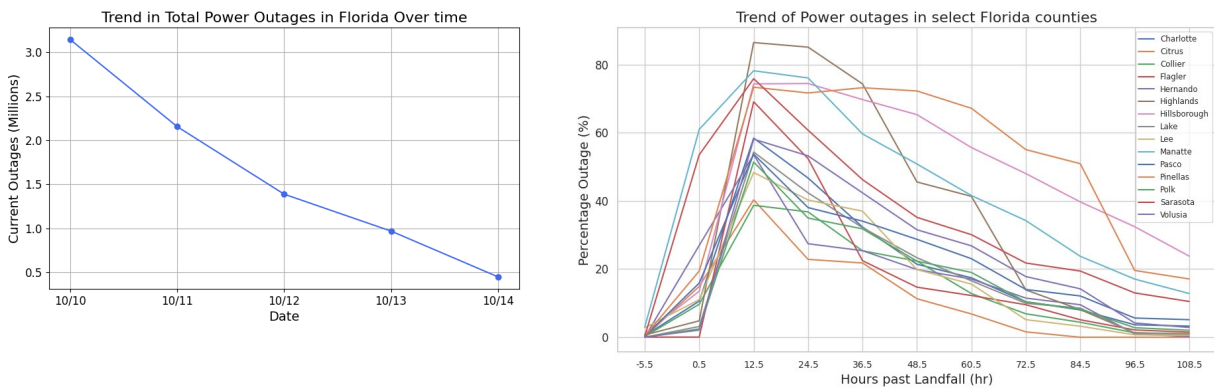 Trend in Total Power Outages in Florida Over time
Current Outages (Millions)
3.0
2.5
2.0
1.5
1.0
0.5
10/10 10/11 10/12 10/13 10/14
Date
Trend of Power outages in select Florida counties
Percentage Outage (%)
80
60
40
20
0
-5.5 0.5 12.5 24.5 36.5 48.5 60.5 72.5 84.5 96.5 108.5
Hours past Landfall (hr)
Charlotte
Citrus
Collier
Flagler
Hernando
Highlands
Hillsborough
Lake
Lee
Manatte
Pasco
Pinellas
Polk
Sarasota
Volusia